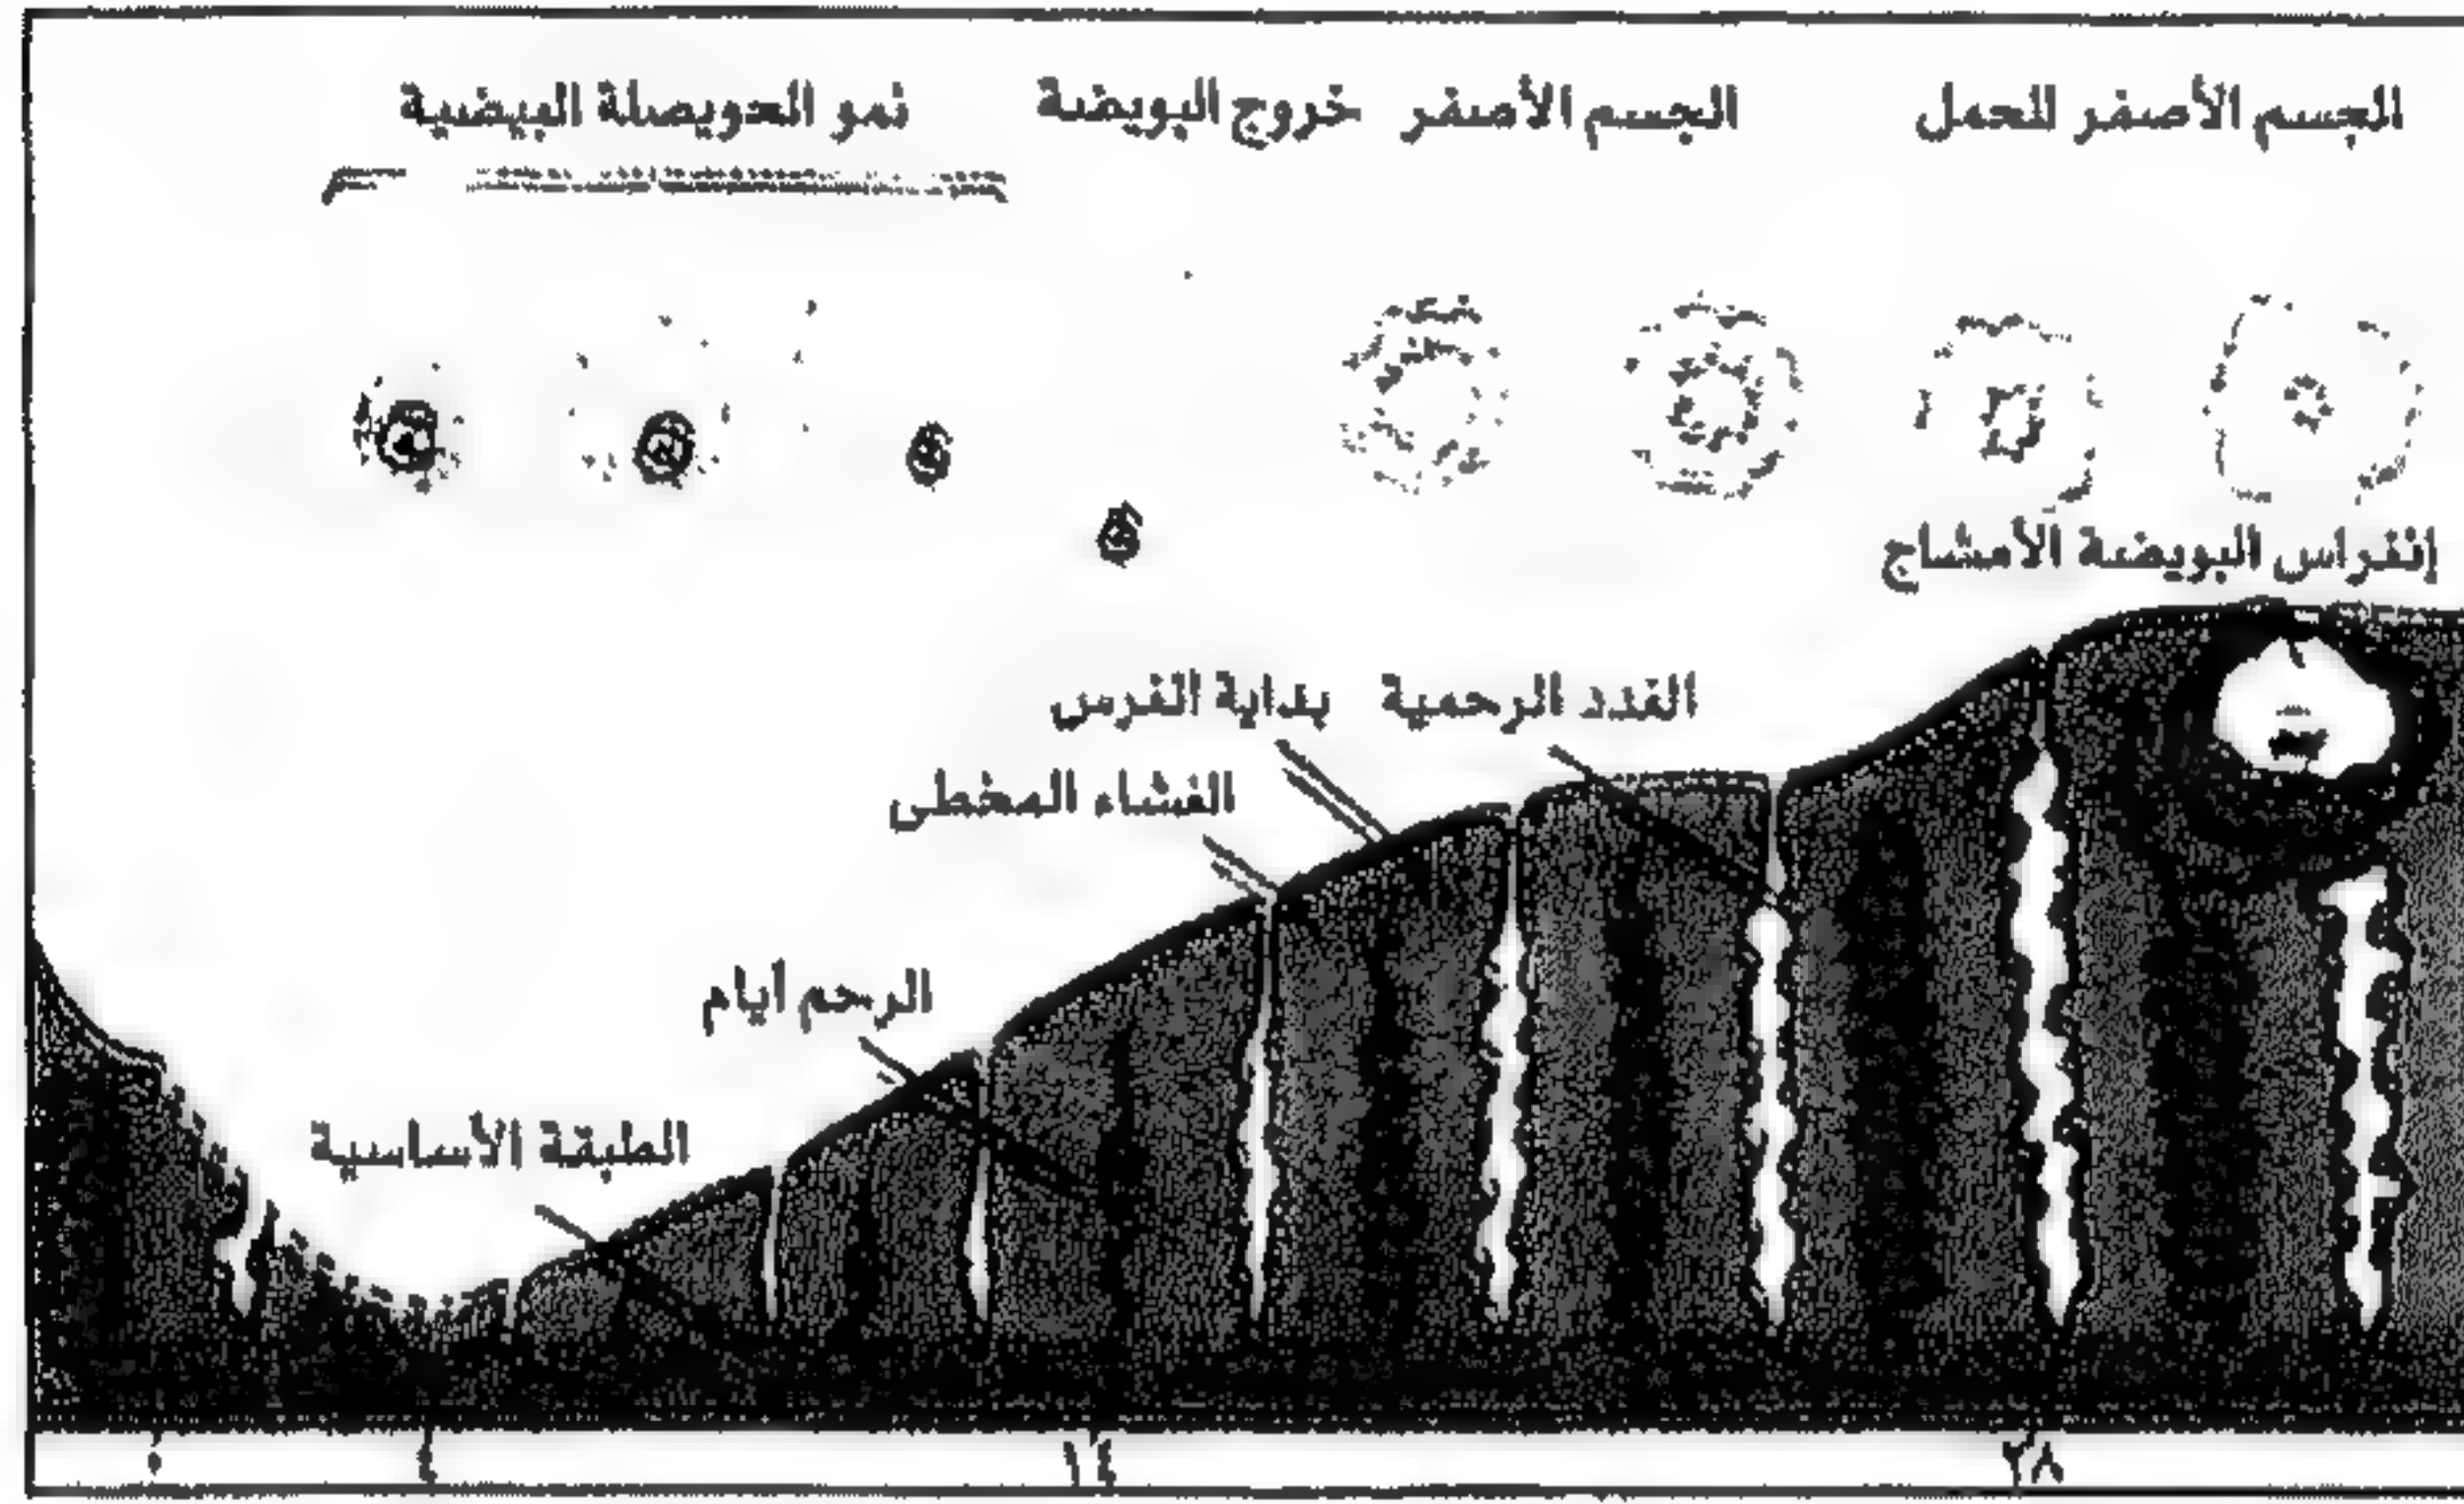 نمو الحويصلة البيضية
خروج البويضة
الجسم الأصفر
الجسم الأصفر للحمل
إنغراس البويضة الأمشاج
الغدد الرحمية
بداية الغرس
الغشاء المخطى
الرحم أيام
الطبقة الأساسية
٠ ٤ ١٤ ٢٨